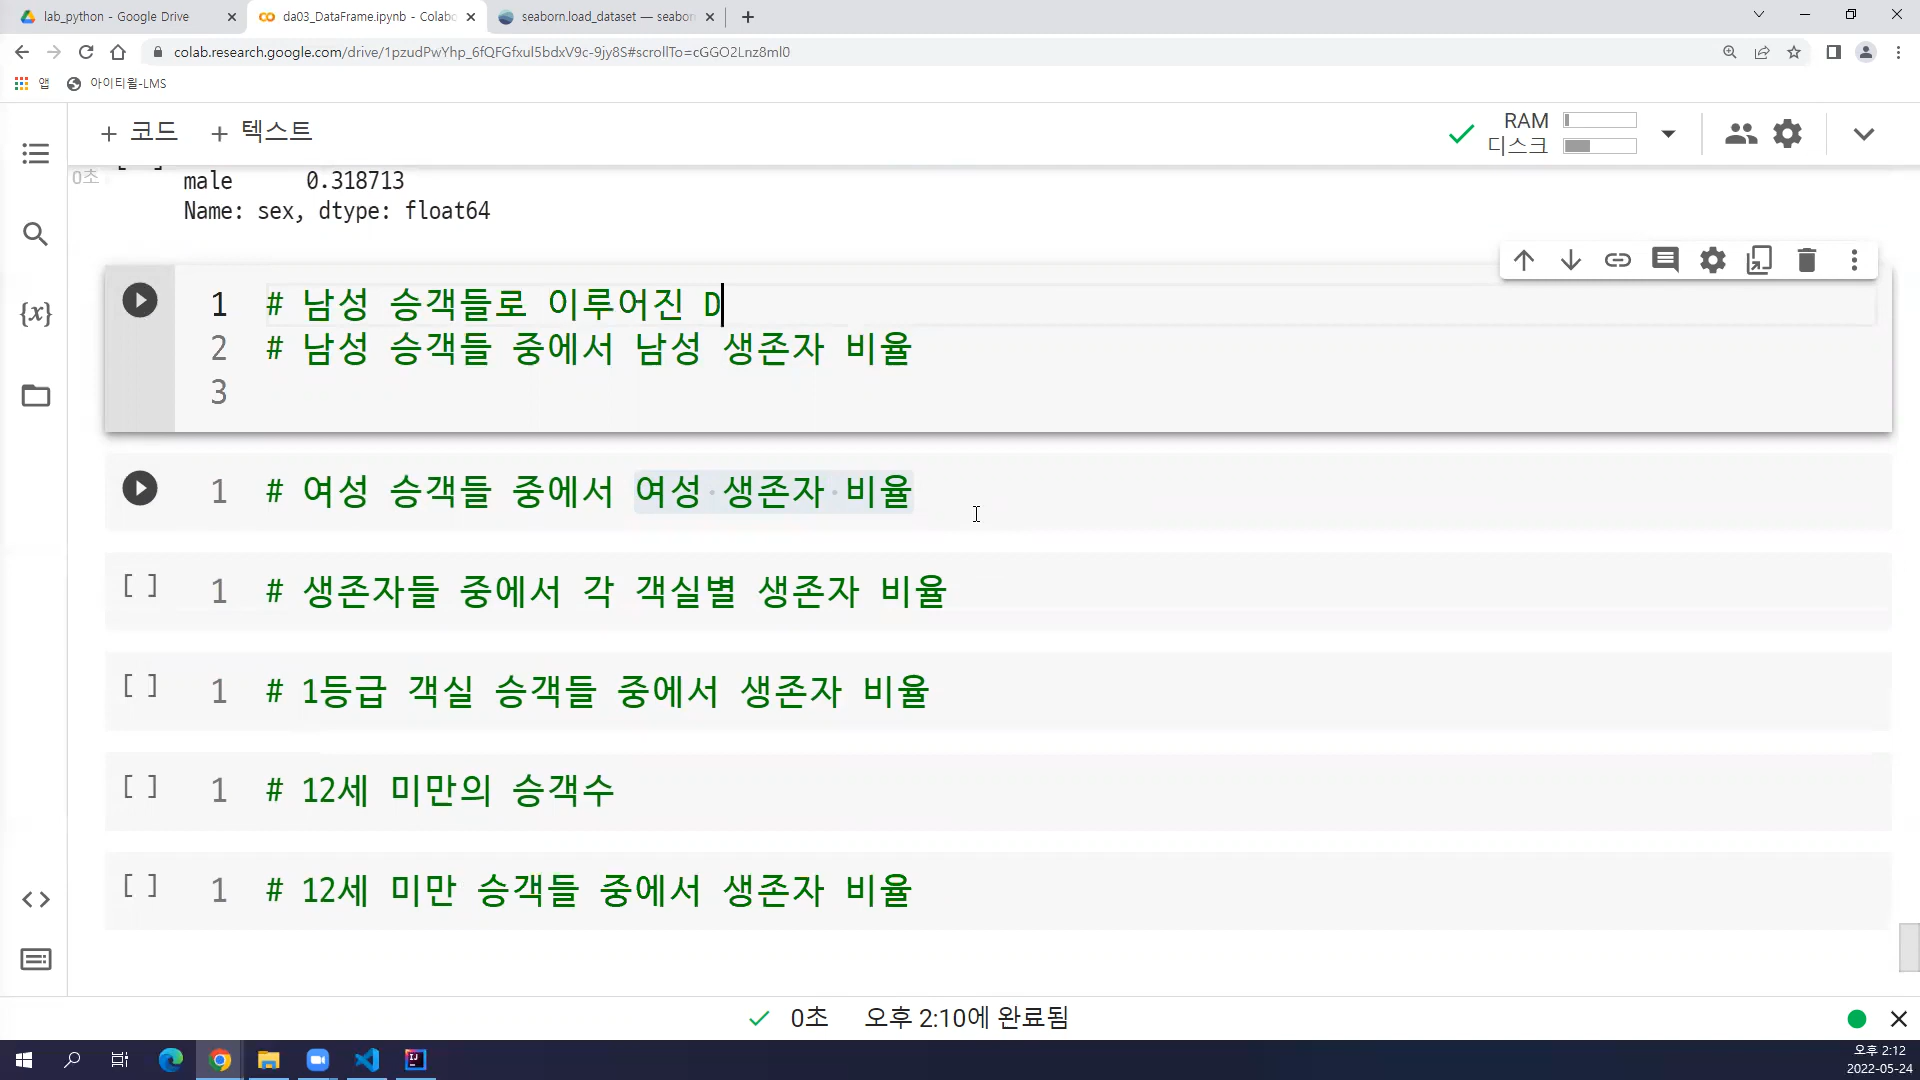 lab_python - Google Drive
da03_DataFrame.ipynb - Colabo
seaborn.load_dataset — seabor
colab.research.google.com/drive/1pzudPwYhp_6fQFGfxul5bdxV9c-9jy8S#scrollTo=cGGO2Lnz8ml0
앱 아이티윌-LMS
+ 코드 + 텍스트
RAM
디스크
0초
male 0.318713
Name: sex, dtype: float64
1 # 남성 승객들로 이루어진 D
2 # 남성 승객들 중에서 남성 생존자 비율
3
1 # 여성 승객들 중에서 여성 생존자 비율
[ ] 1 # 생존자들 중에서 각 객실별 생존자 비율
[ ] 1 # 1등급 객실 승객들 중에서 생존자 비율
[ ] 1 # 12세 미만의 승객수
[ ] 1 # 12세 미만 승객들 중에서 생존자 비율
{x}
0초 오후 2:10에 완료됨
오후 2:12
2022-05-24